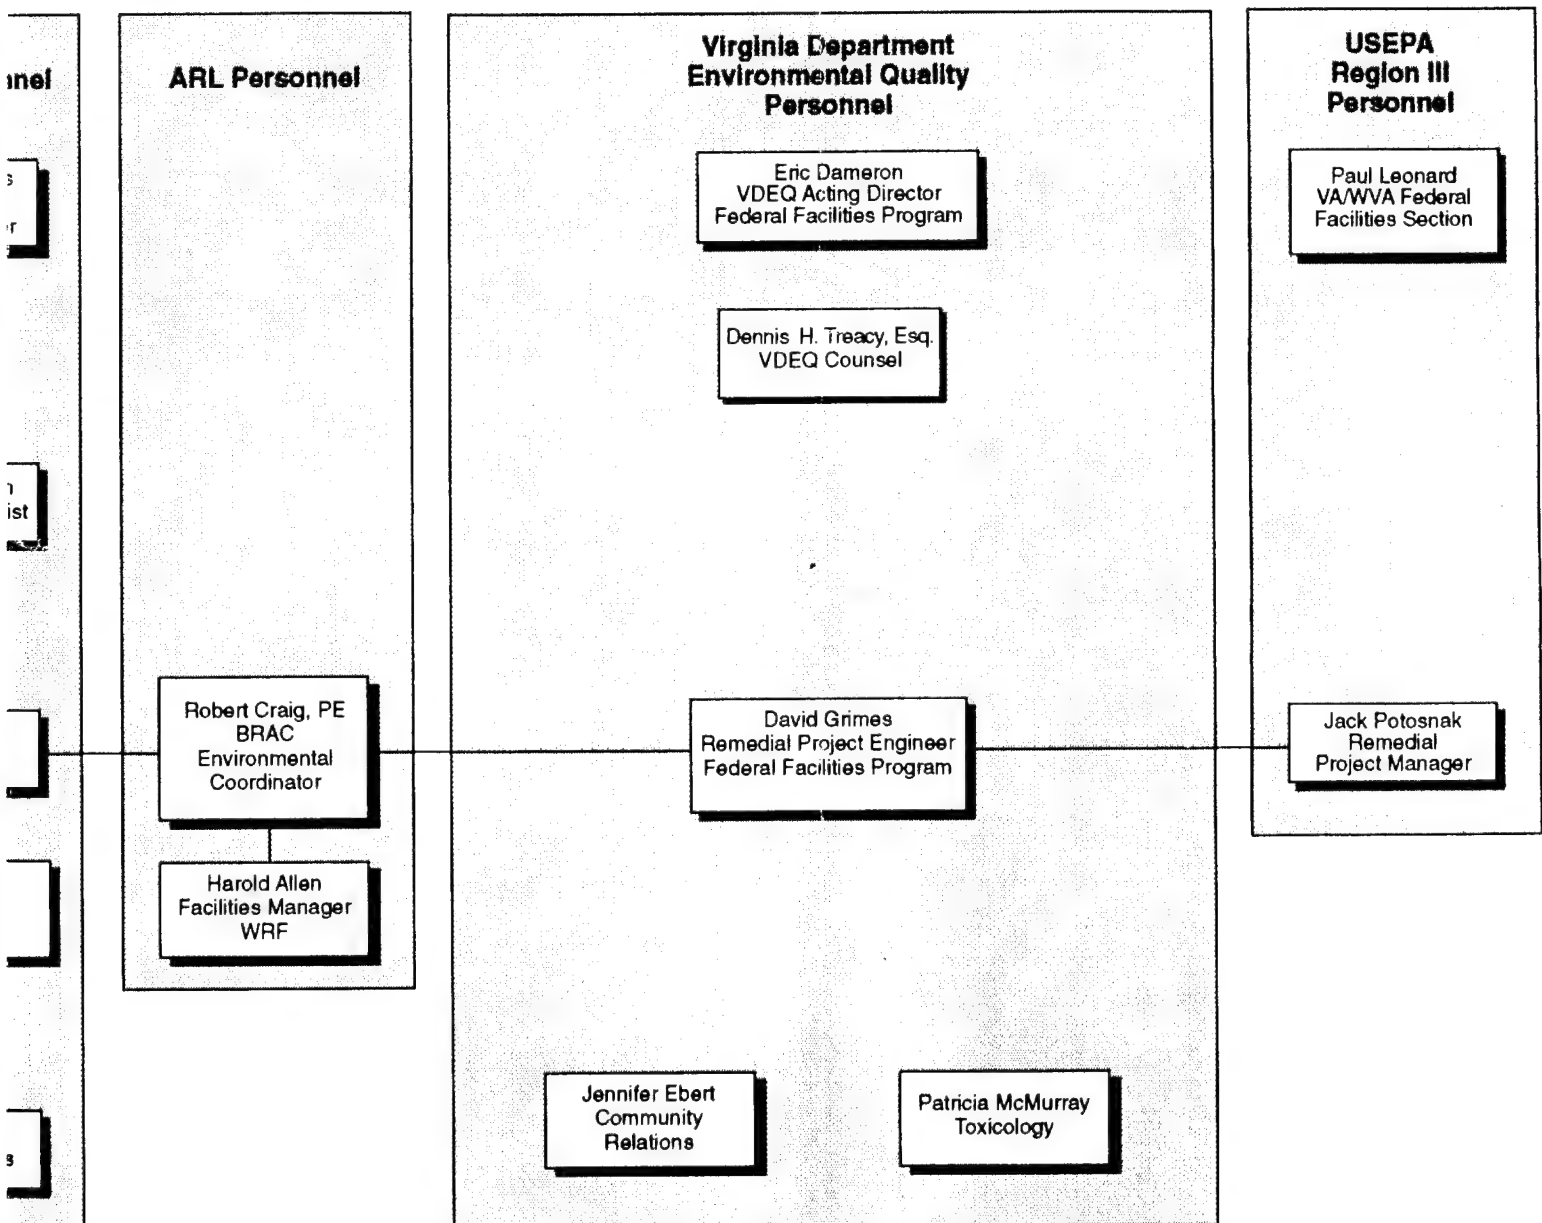 ARL Personnel
Robert Craig, PE
BRAC
Environmental
Coordinator
Harold Allen
Facilities Manager
WRF
Virginia Department
Environmental Quality
Personnel
Eric Dameron
VDEQ Acting Director
Federal Facilities Program
Dennis H. Treacy, Esq.
VDEQ Counsel
David Grimes
Remedial Project Engineer
Federal Facilities Program
Jennifer Ebert
Community
Relations
Patricia McMurray
Toxicology
USEPA
Region III
Personnel
Paul Leonard
VA/WVA Federal
Facilities Section
Jack Potosnak
Remedial
Project Manager